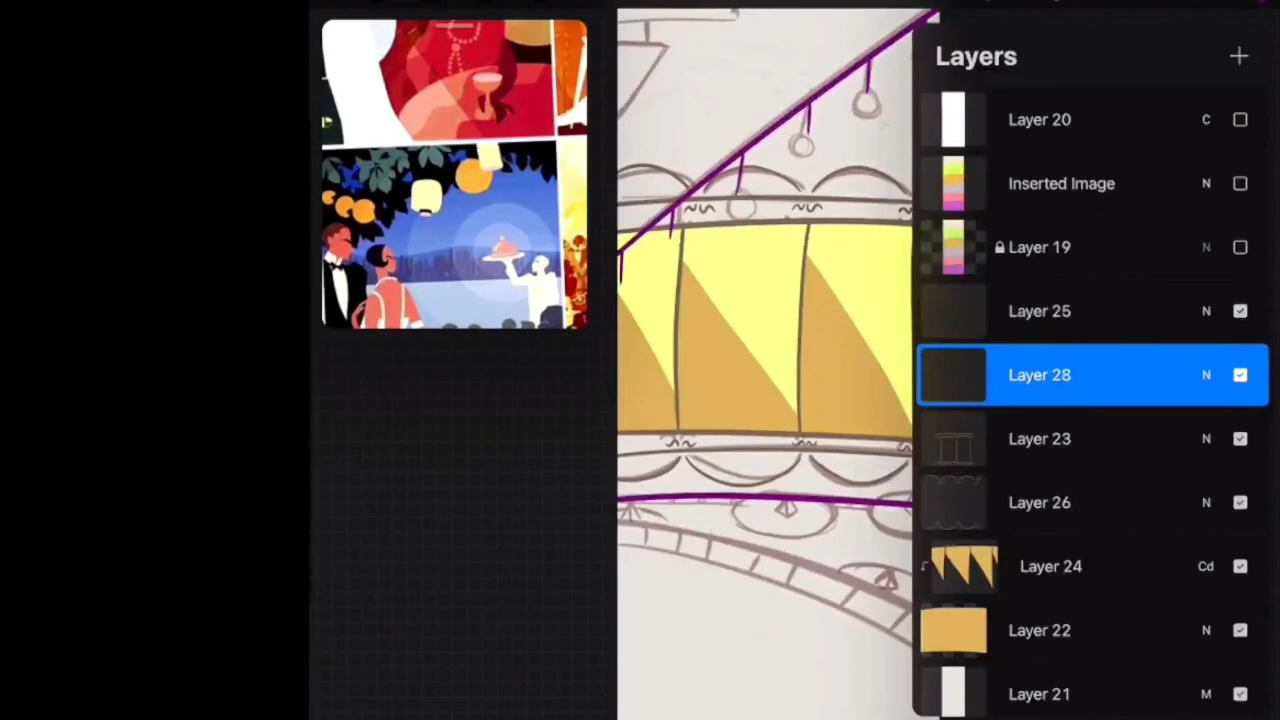 Layers
Layer 20 C
Inserted Image N
Layer 19 N
Layer 25 N
Layer 28 N
Layer 23 N
Layer 26 N
Layer 24 Cd
Layer 22 N
Layer 21 M